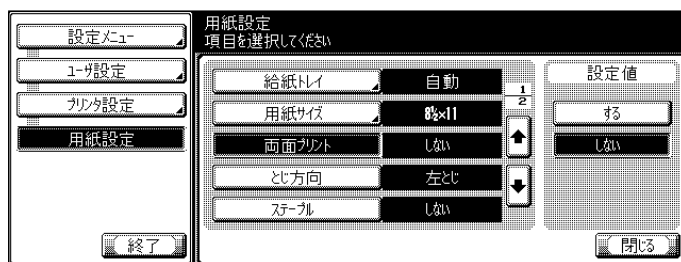 設定メニュー
ユーザ設定
プリンタ設定
用紙設定
終了
用紙設定
項目を選択してください
給紙トレイ 自動
用紙サイズ 8½×11
両面プリント しない
とじ方向 左とじ
ステープル しない
1
2
設定値
する
しない
閉じる